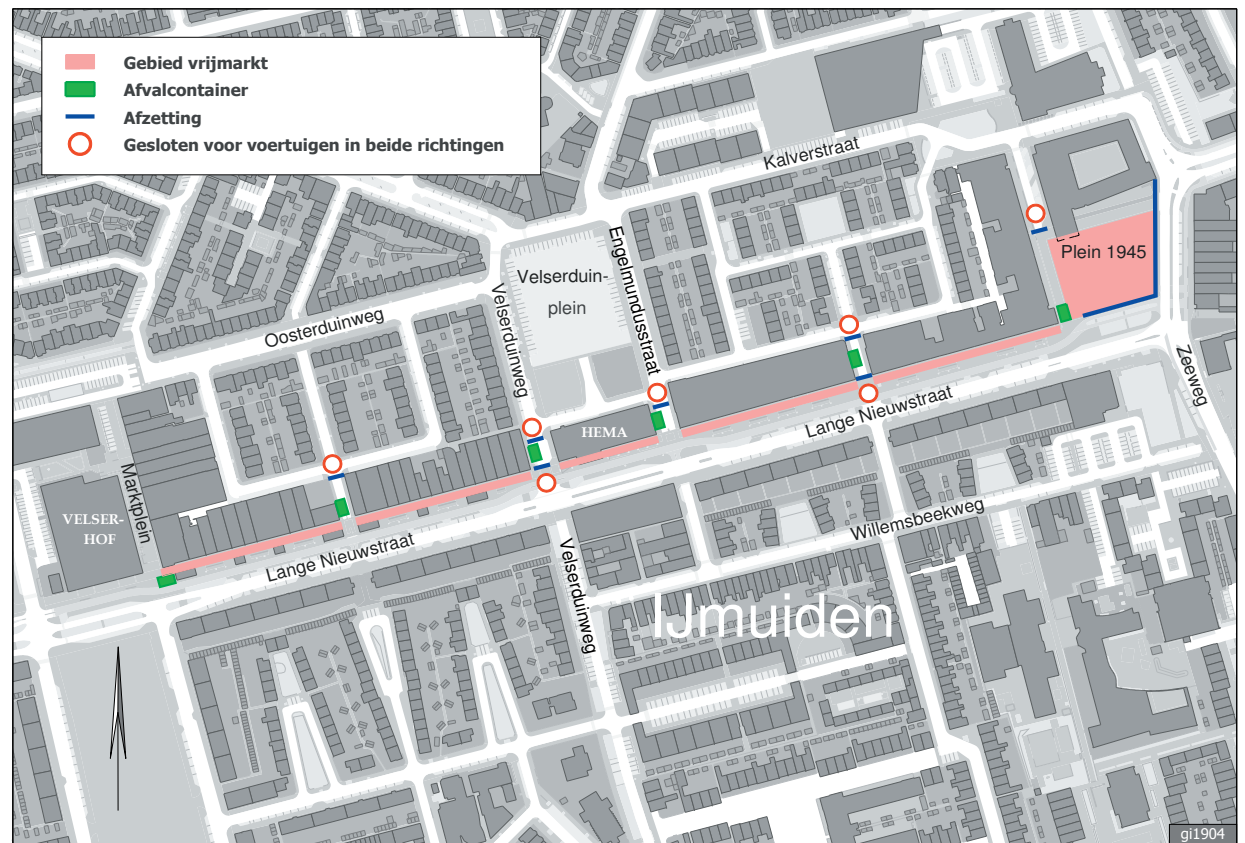 Gebied vrijmarkt
Afvalcontainer
Afzetting
Gesloten voor voertuigen in beide richtingen
Kalverstraat
Engelmundusstraat
Plein 1945
Velserduin-
plein
Velserduinweg
Oosterduinweg
Zeeweg
HEMA
Lange Nieuwstraat
Marktplein
VELSER-
HOF
Lange Nieuwstraat
Willemsbeekweg
Velserduinweg
IJmuiden
gi1904